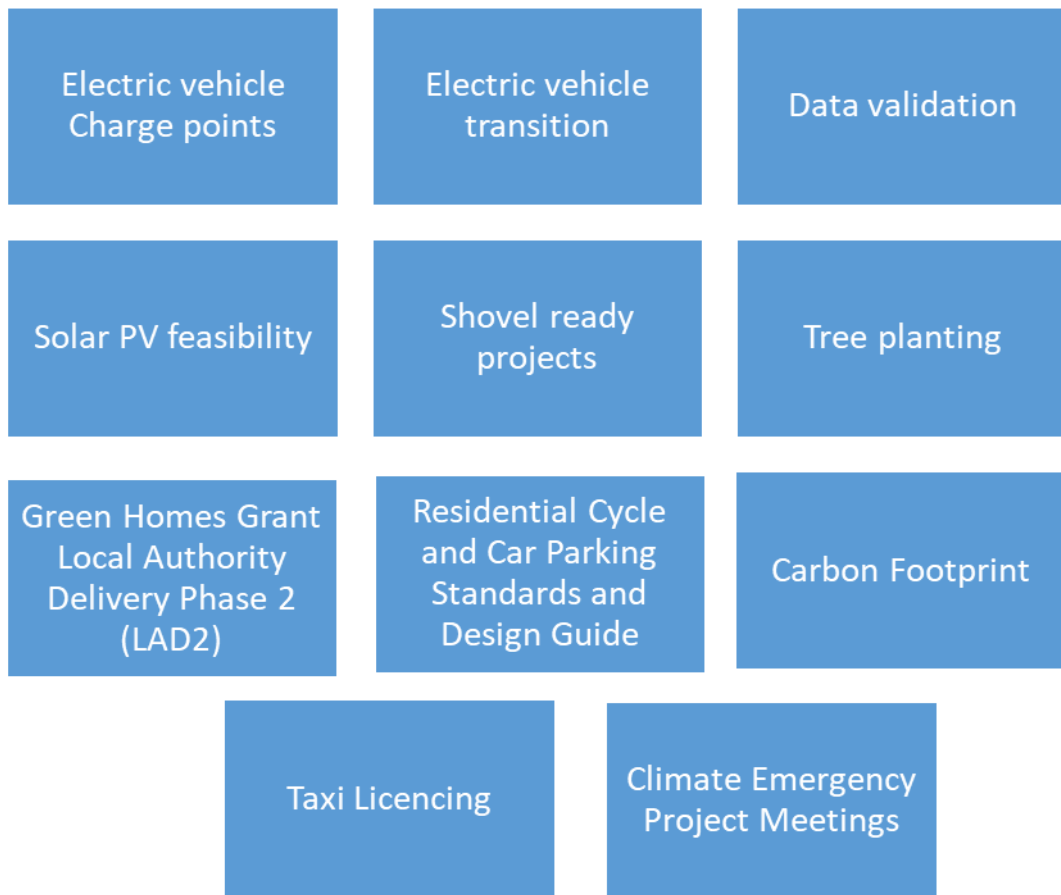 Electric vehicle
Charge points
Electric vehicle
transition
Data validation
Solar PV feasibility
Shovel ready
projects
Tree planting
Green Homes Grant
Local Authority
Delivery Phase 2
(LAD2)
Residential Cycle
and Car Parking
Standards and
Design Guide
Carbon Footprint
Taxi Licencing
Climate Emergency
Project Meetings